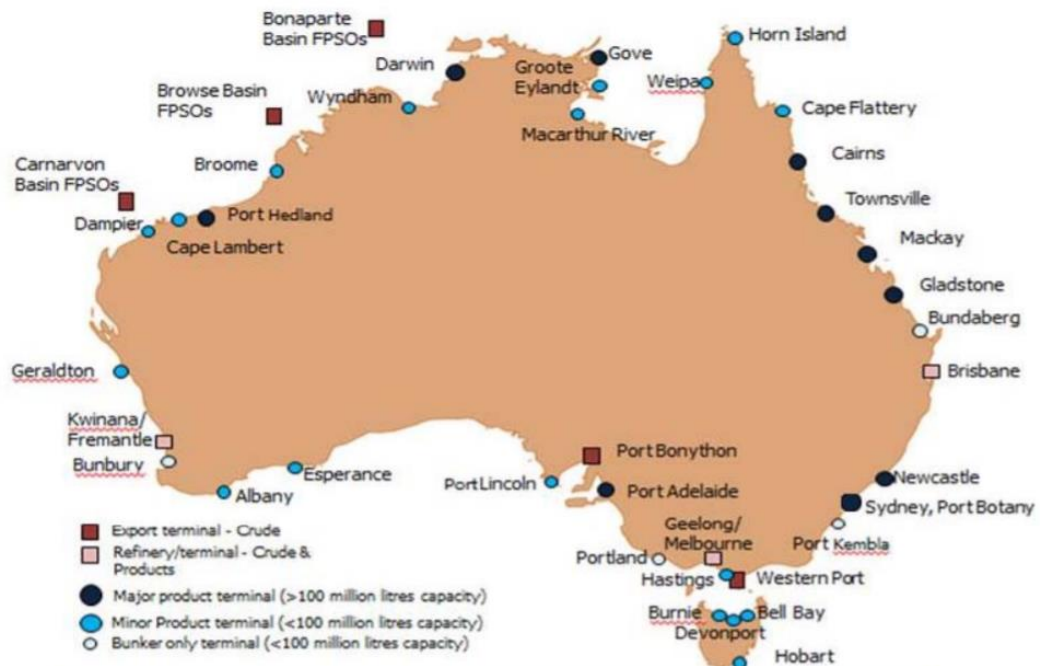 Bonaparte
Basin FPSOs
Horn Island
Darwin
Gove
Groote
Eylandt
Weipa
Browse Basin
FPSOs
Wyndham
Cape Flattery
Macarthur River
Cairns
Carnarvon
Basin FPSOs
Broome
Townsville
Dampier
Port Hedland
Cape Lambert
Mackay
Gladstone
Bundaberg
Geraldton
Brisbane
Kwinana/
Fremantle
Bunbury
Esperance
Albany
Port Lincoln
Port Bonython
Port Adelaide
Newcastle
Sydney, Port Botany
Port Kembla
Geelong/
Melbourne
Portland
Hastings
Western Port
Burnie
Bell Bay
Devonport
Hobart
Export terminal - Crude
Refinery/terminal - Crude &
Products
Major product terminal (>100 million litres capacity)
Minor Product terminal (<100 million litres capacity)
Bunker only terminal (<100 million litres capacity)